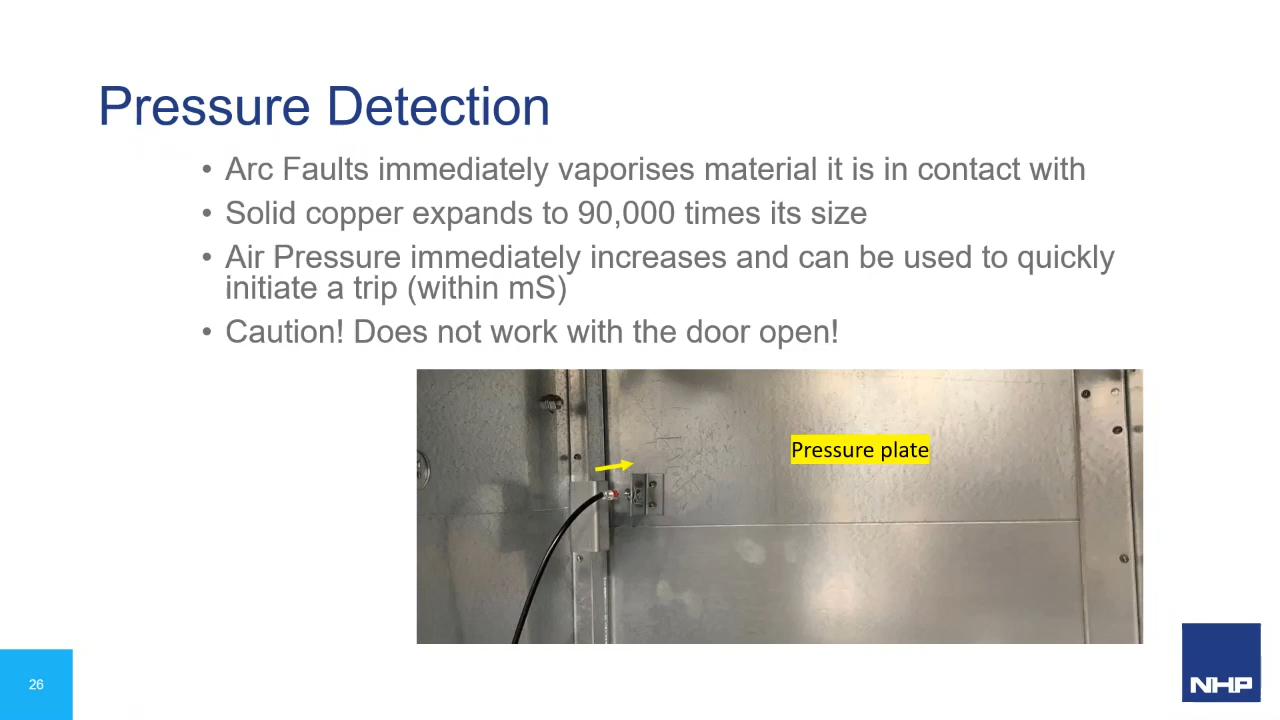 Pressure Detection
• Arc Faults immediately vaporises material it is in contact with
• Solid copper expands to 90,000 times its size
• Air Pressure immediately increases and can be used to quickly
initiate a trip (within mS)
• Caution! Does not work with the door open!
Pressure plate
26
NHP